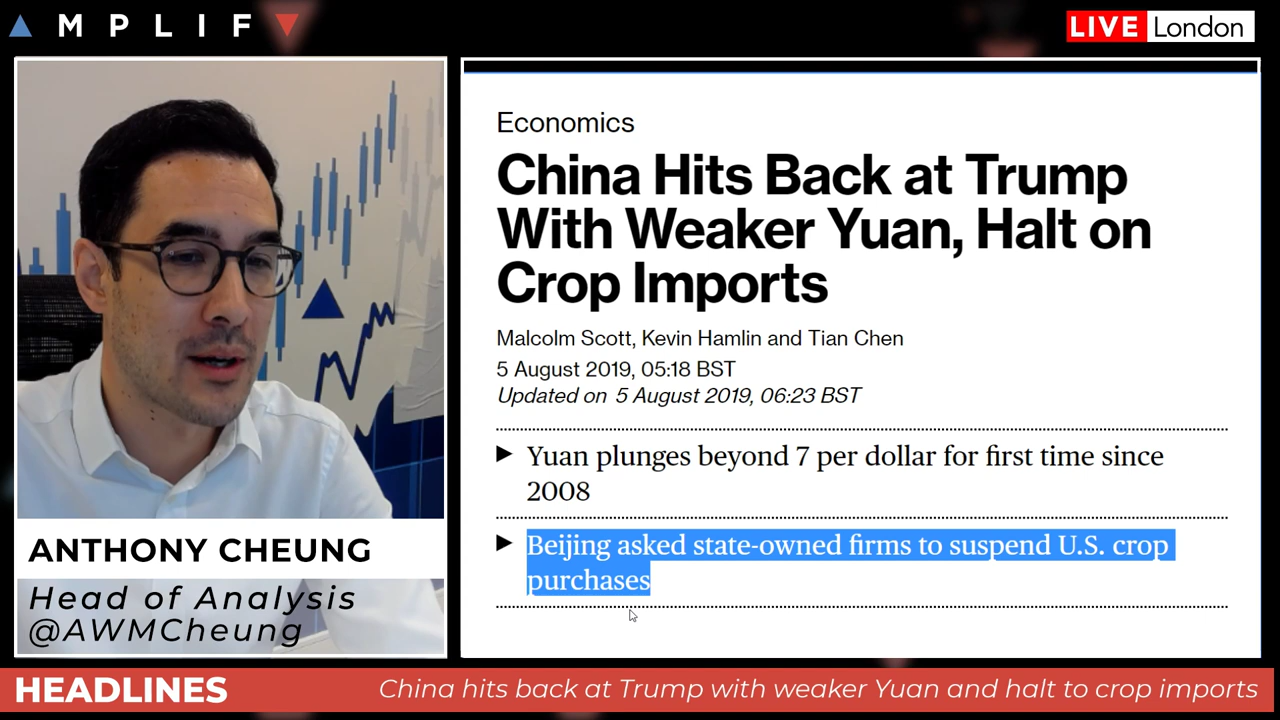 AMPLIFY
LIVE London
Economics
China Hits Back at Trump
With Weaker Yuan, Halt on
Crop Imports
Malcolm Scott, Kevin Hamlin and Tian Chen
5 August 2019, 05:18 BST
Updated on 5 August 2019, 06:23 BST
Yuan plunges beyond 7 per dollar for first time since
2008
Beijing asked state-owned firms to suspend U.S. crop
purchases
ANTHONY CHEUNG
Head of Analysis
@AWMCheung
HEADLINES
China hits back at Trump with weaker Yuan and halt to crop imports